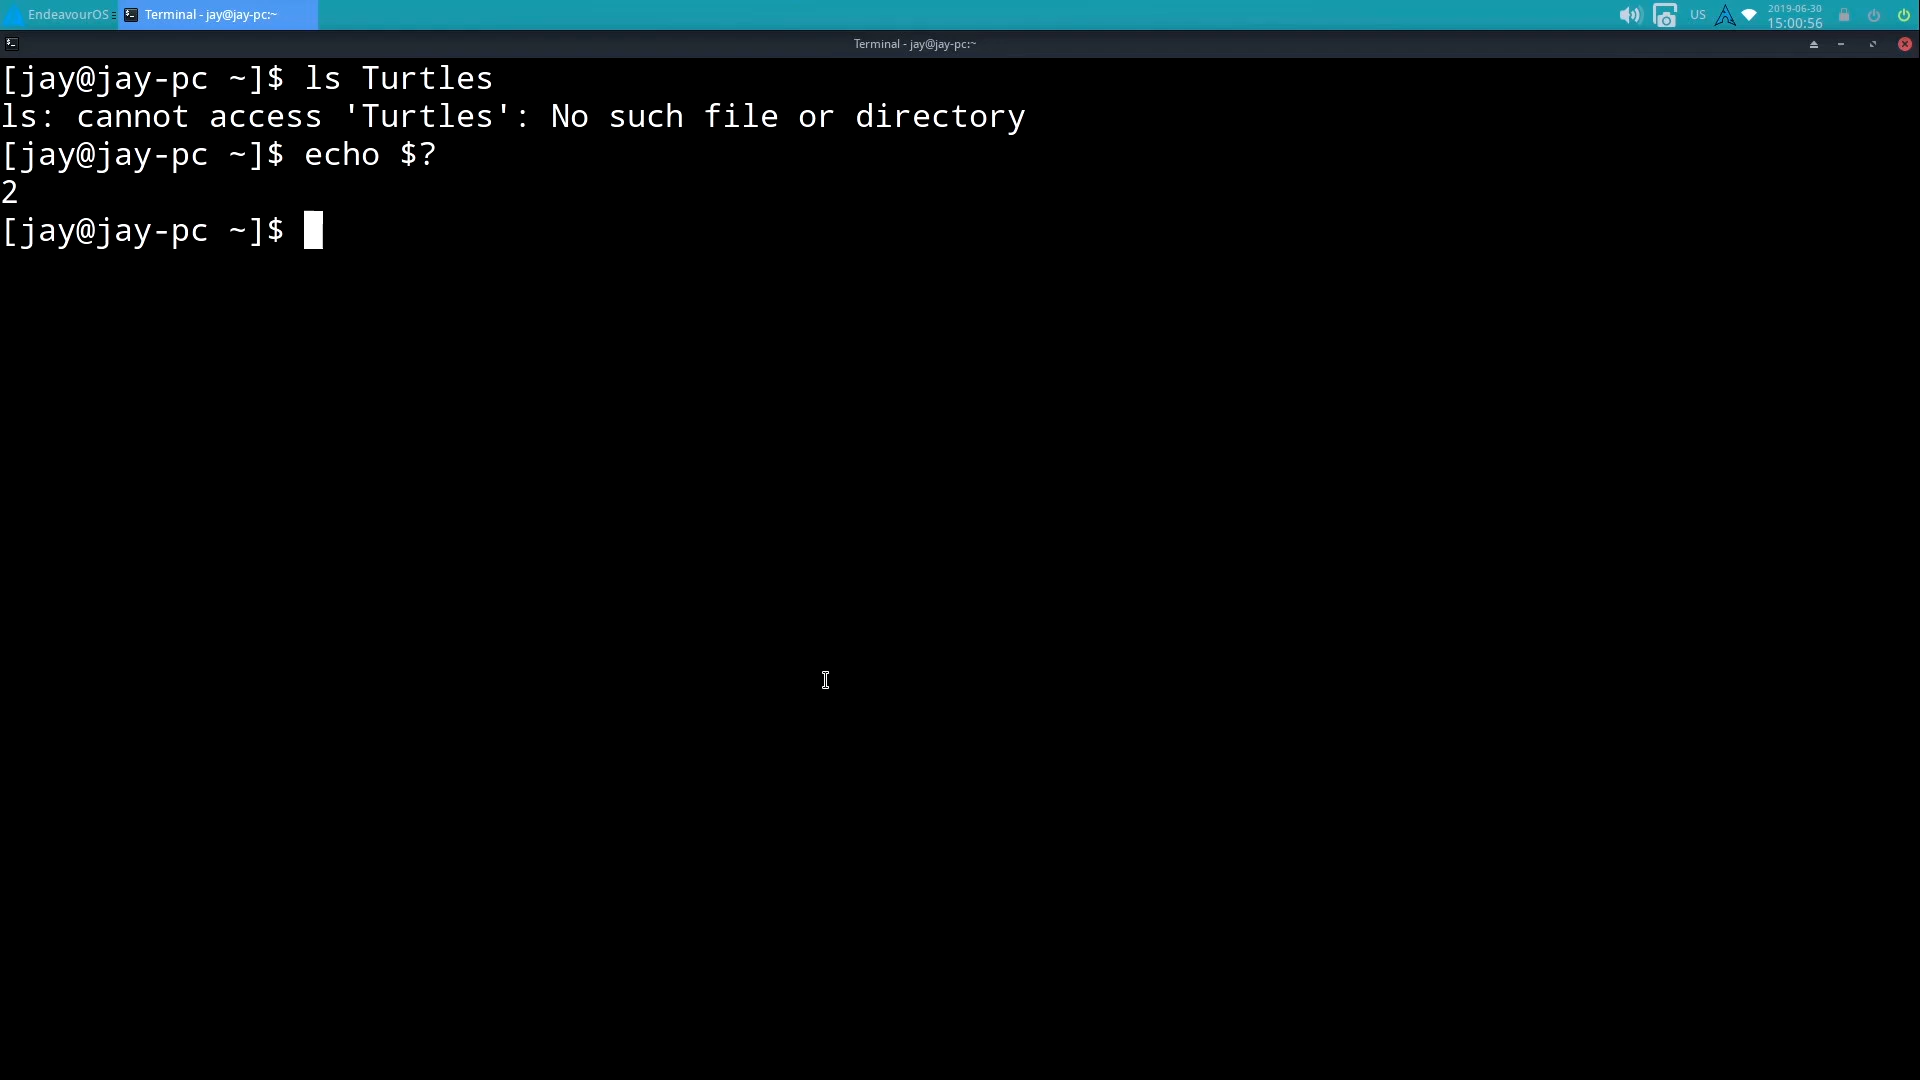 EndeavourOS
Terminal - jay@jay-pc:~
US
2019-06-30
15:00:56
Terminal - jay@jay-pc:~
[jay@jay-pc ~]$ ls Turtles
ls: cannot access 'Turtles': No such file or directory
[jay@jay-pc ~]$ echo $?
2
[jay@jay-pc ~]$